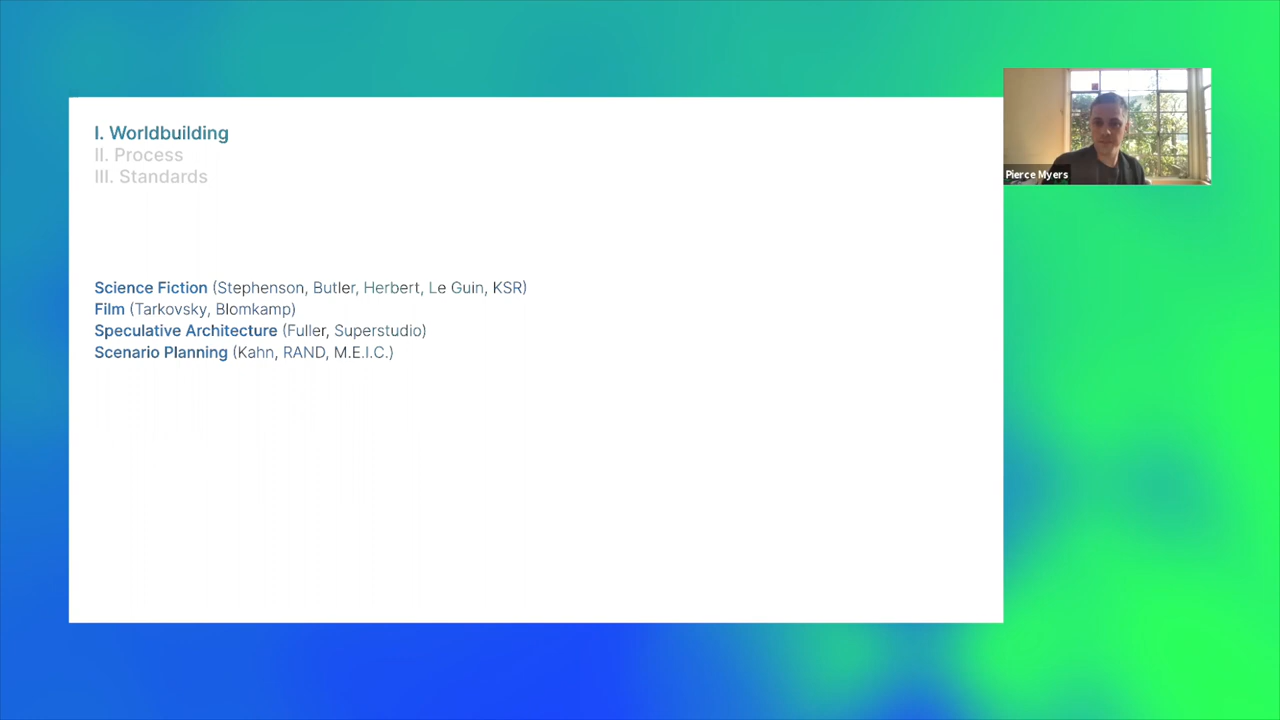 I. Worldbuilding
II. Process
III. Standards
Science Fiction (Stephenson, Butler, Herbert, Le Guin, KSR)
Film (Tarkovsky, Blomkamp)
Speculative Architecture (Fuller, Superstudio)
Scenario Planning (Kahn, RAND, M.E.I.C.)
Pierce Myers